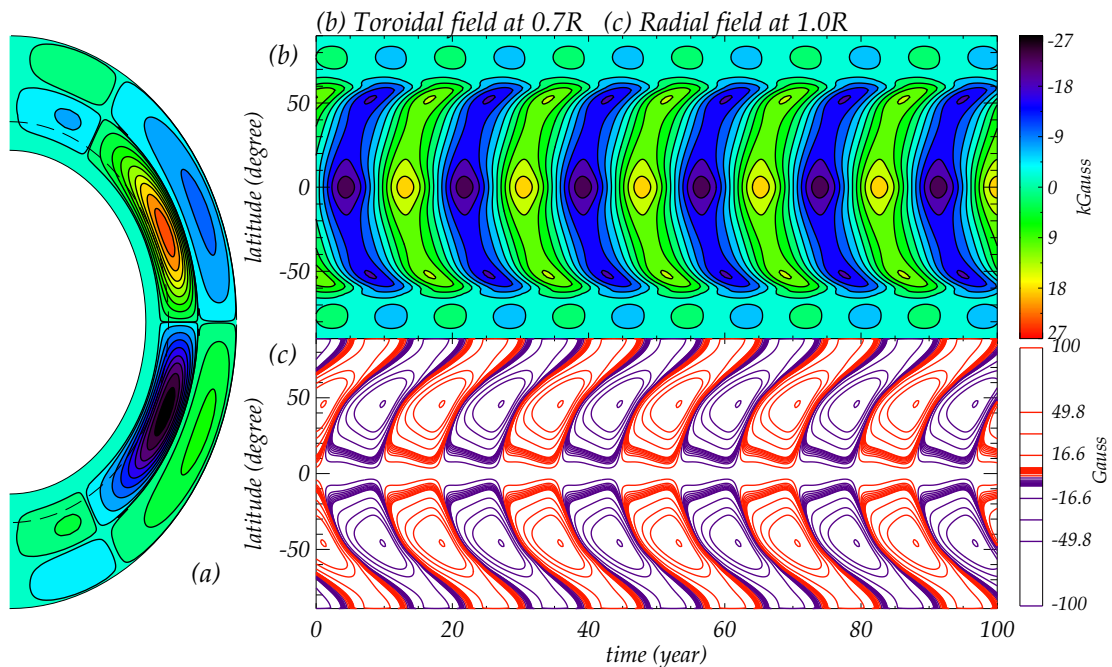 (b) Toroidal field at 0.7R (c) Radial field at 1.0R
(b)
latitude (degree)
50
0
-50
-27
-18
-9
0
9
18
27
kGauss
(c)
latitude (degree)
50
0
-50
100
49.8
16.6
-16.6
-49.8
-100
Gauss
(a)
0 20 40 60 80 100
time (year)